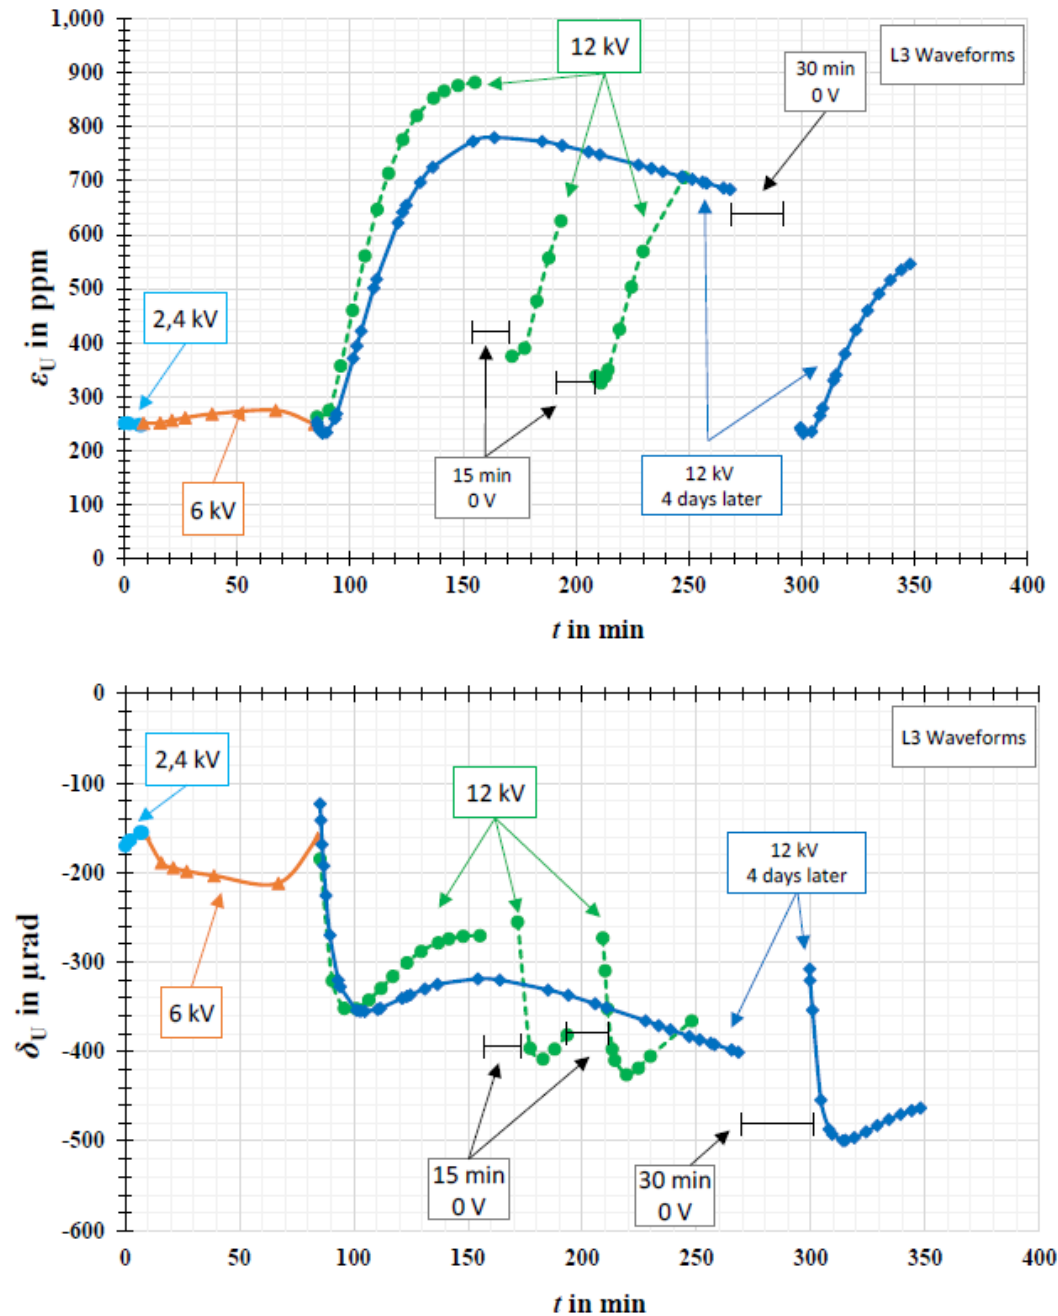 1,000
900
800
700
600
500
400
300
200
100
0
0 50 100 150 200 250 300 350 400
εU in ppm
t in min
12 kV
L3 Waveforms
30 min
0 V
2,4 kV
6 kV
15 min
0 V
12 kV
4 days later
0
-100
-200
-300
-400
-500
-600
0 50 100 150 200 250 300 350 400
δU in µrad
t in min
L3 Waveforms
2,4 kV
12 kV
12 kV
4 days later
6 kV
15 min
0 V
30 min
0 V